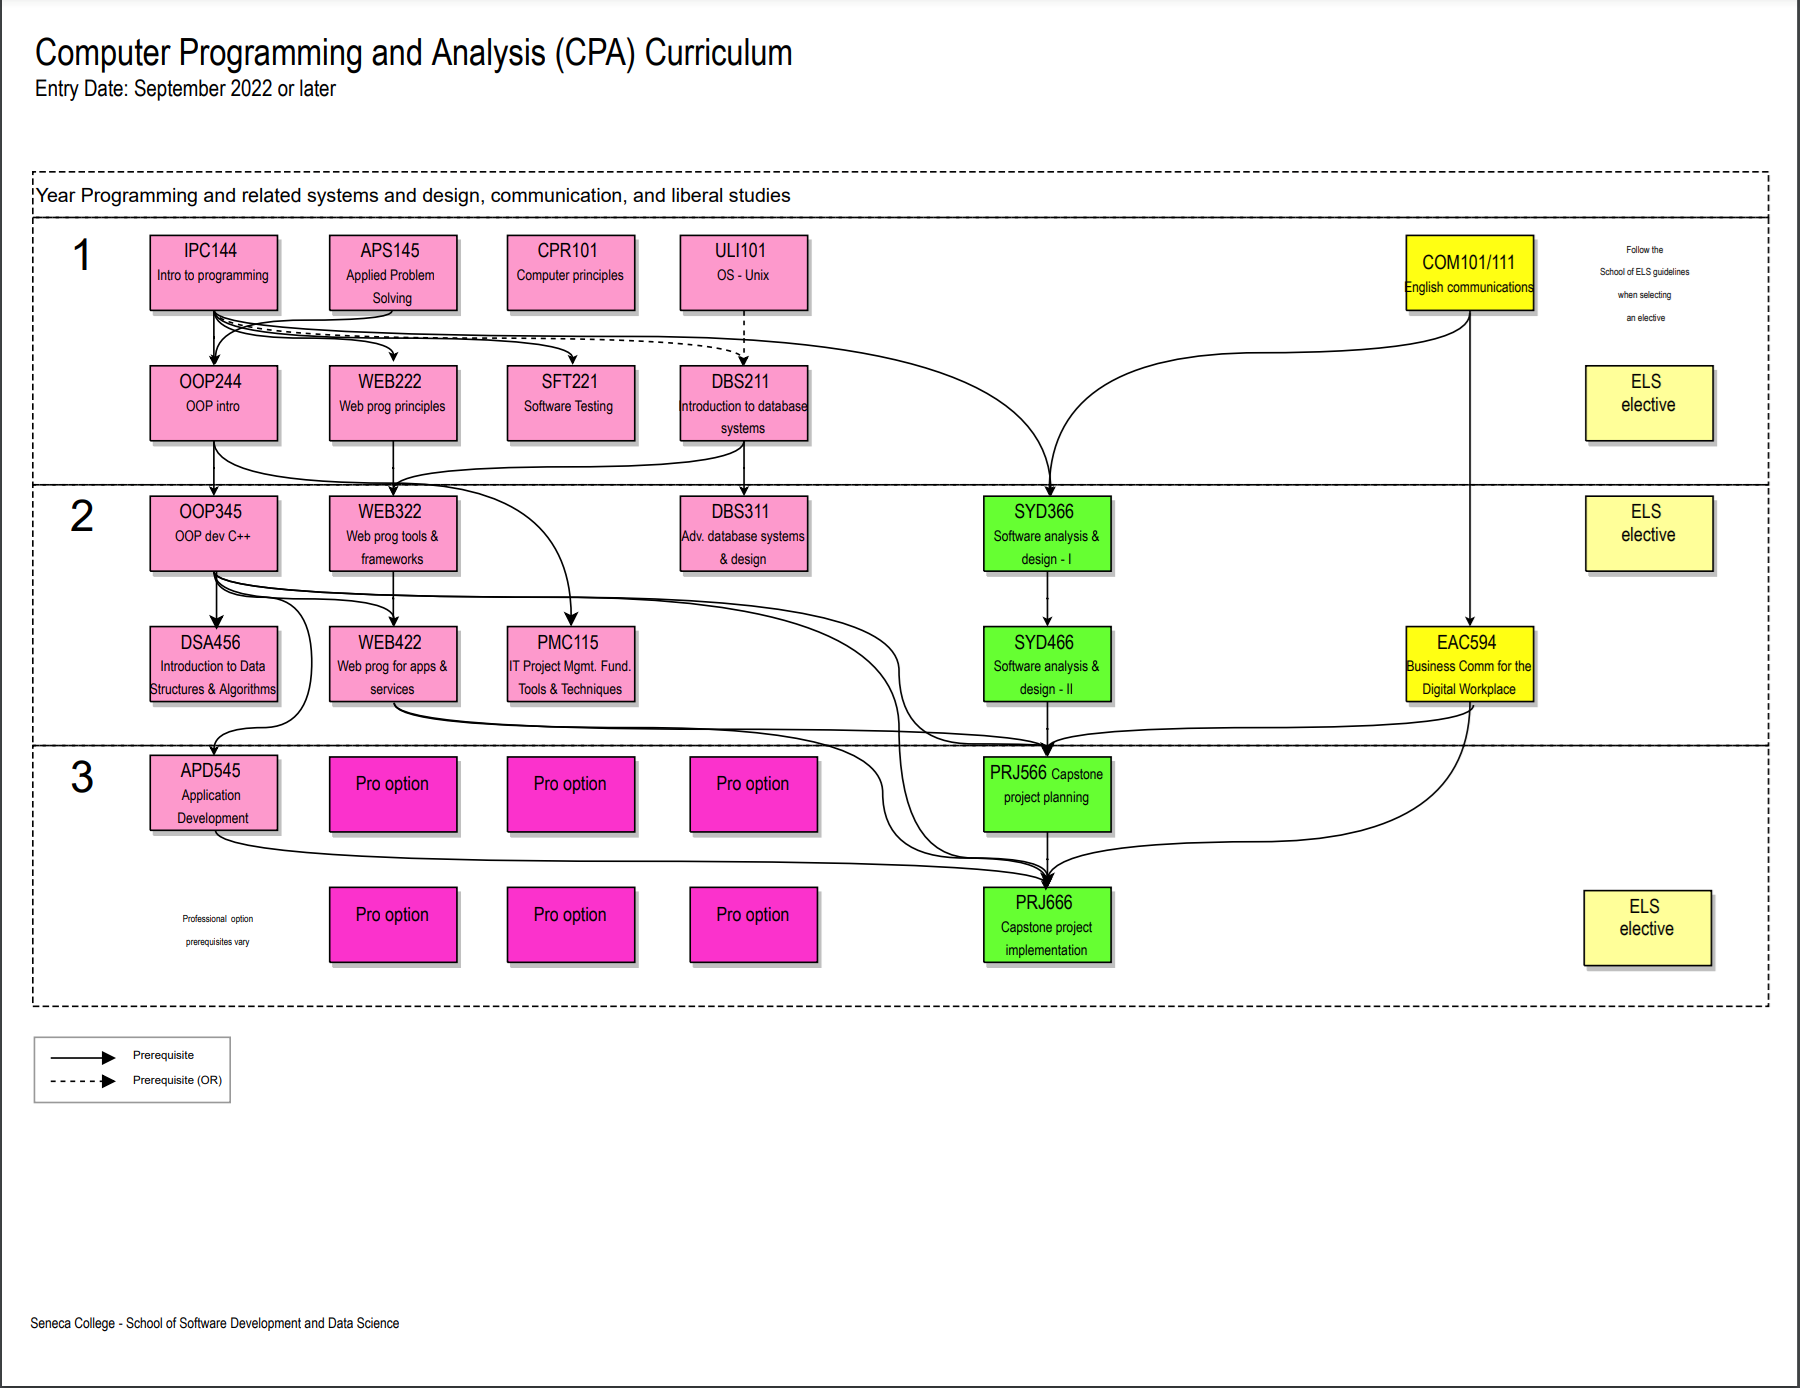 Computer Programming and Analysis (CPA) Curriculum
Entry Date: September 2022 or later
Year Programming and related systems and design, communication, and liberal studies
1
IPC144
Intro to programming
APS145
Applied Problem
Solving
CPR101
Computer principles
ULI101
OS - Unix
COM101/111
English communications
Follow the
School of ELS guidelines
when selecting
an elective
OOP244
OOP intro
WEB222
Web prog principles
SFT221
Software Testing
DBS211
Introduction to database
systems
ELS
elective
2
OOP345
OOP dev C++
WEB322
Web prog tools &
frameworks
DBS311
Adv. database systems
& design
SYD366
Software analysis &
design - I
ELS
elective
DSA456
Introduction to Data
Structures & Algorithms
WEB422
Web prog for apps &
services
PMC115
IT Project Mgmt. Fund.
Tools & Techniques
SYD466
Software analysis &
design - II
EAC594
Business Comm for the
Digital Workplace
3
APD545
Application
Development
Pro option
Pro option
Pro option
PRJ566 Capstone
project planning
Professional option
prerequisites vary
Pro option
Pro option
Pro option
PRJ666
Capstone project
implementation
ELS
elective
Prerequisite
Prerequisite (OR)
Seneca College - School of Software Development and Data Science